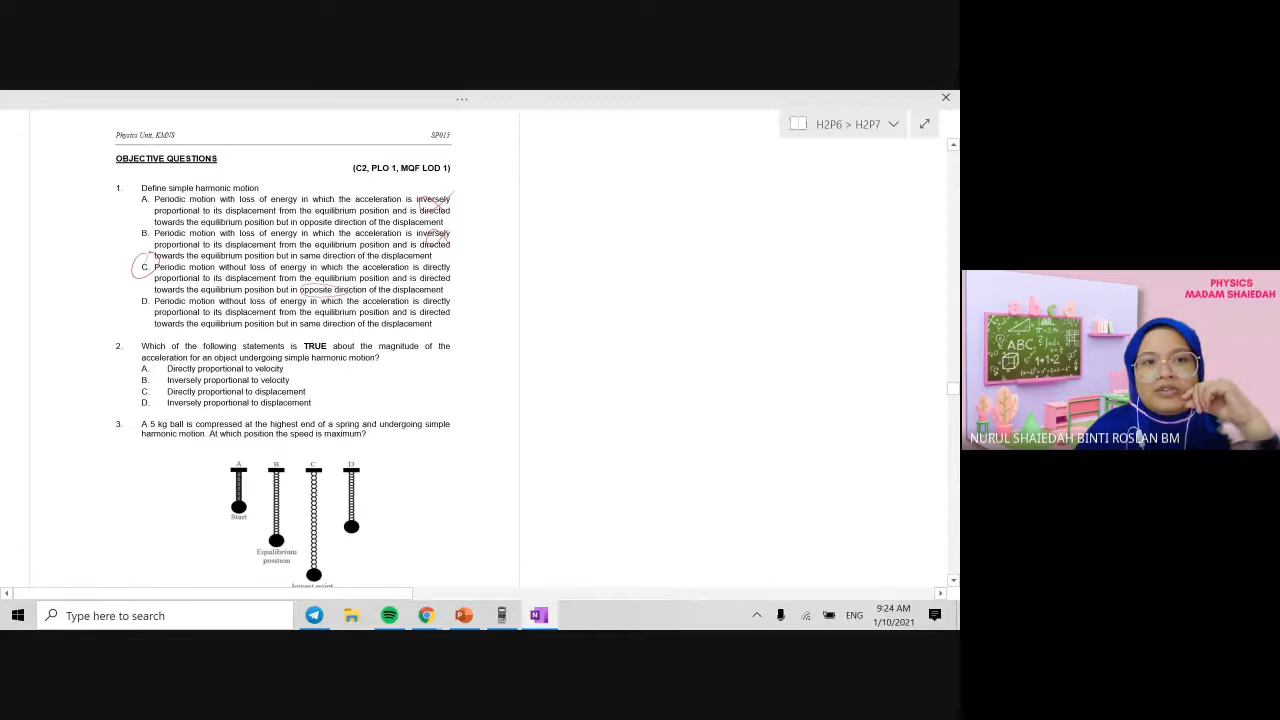 H2P6 > H2P7
Physics Unit, KMNS SP015
OBJECTIVE QUESTIONS
(C2, PLO 1, MQF LOD 1)
1. Define simple harmonic motion
A. Periodic motion with loss of energy in which the acceleration is inversely
proportional to its displacement from the equilibrium position and is directed
towards the equilibrium position but in opposite direction of the displacement
B. Periodic motion with loss of energy in which the acceleration is inversely
proportional to its displacement from the equilibrium position and is directed
towards the equilibrium position but in same direction of the displacement
C. Periodic motion without loss of energy in which the acceleration is directly
proportional to its displacement from the equilibrium position and is directed
towards the equilibrium position but in opposite direction of the displacement
D. Periodic motion without loss of energy in which the acceleration is directly
proportional to its displacement from the equilibrium position and is directed
towards the equilibrium position but in same direction of the displacement
2. Which of the following statements is TRUE about the magnitude of the
acceleration for an object undergoing simple harmonic motion?
A. Directly proportional to velocity
B. Inversely proportional to velocity
C. Directly proportional to displacement
D. Inversely proportional to displacement
3. A 5 kg ball is compressed at the highest end of a spring and undergoing simple
harmonic motion. At which position the speed is maximum?
A B C D
Start
Equilibrium
position
lowest point
Type here to search
ENG
9:24 AM
1/10/2021
PHYSICS
MADAM SHAIEDAH
abcd
ABC
1+1=2
NURUL SHAIEDAH BINTI ROSLAN BM